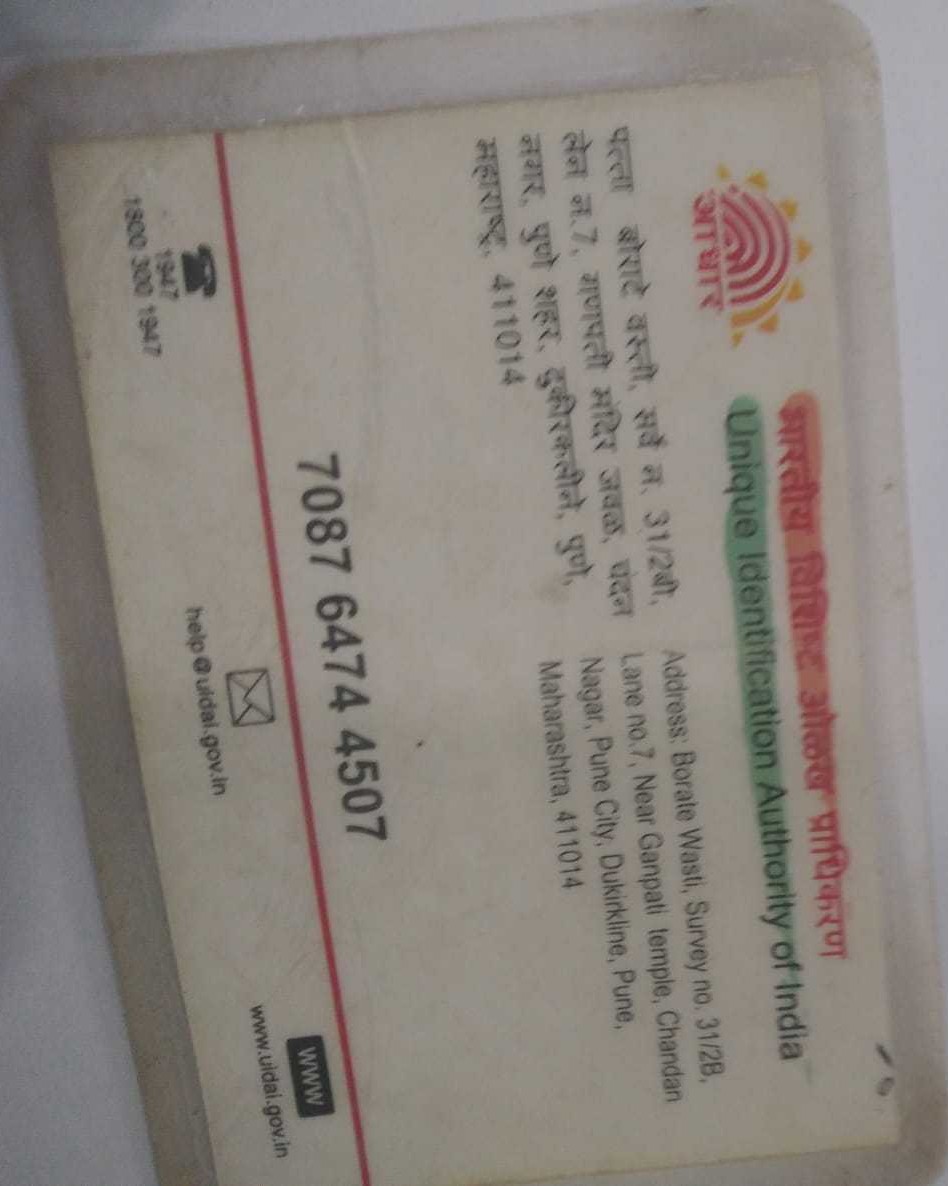 आधार
भारतीय विशिष्ट ओळख प्राधिकरण
Unique Identification Authority of India
पत्ता बोराटे वस्ती, सर्वे न. 31/2बी,
लेन न.7, गणपती मंदिर जवळ, चंदन
नगर, पुणे शहर, दुकीरकलीने, पुणे,
महाराष्ट्र, 411014
Address: Borate Wasti, Survey no. 31/2B,
Lane no.7, Near Ganpati temple, Chandan
Nagar, Pune City, Dukirkline, Pune,
Maharashtra, 411014
7087 6474 4507
1947
1800 300 1947
help@uidai.gov.in
WWW
www.uidai.gov.in